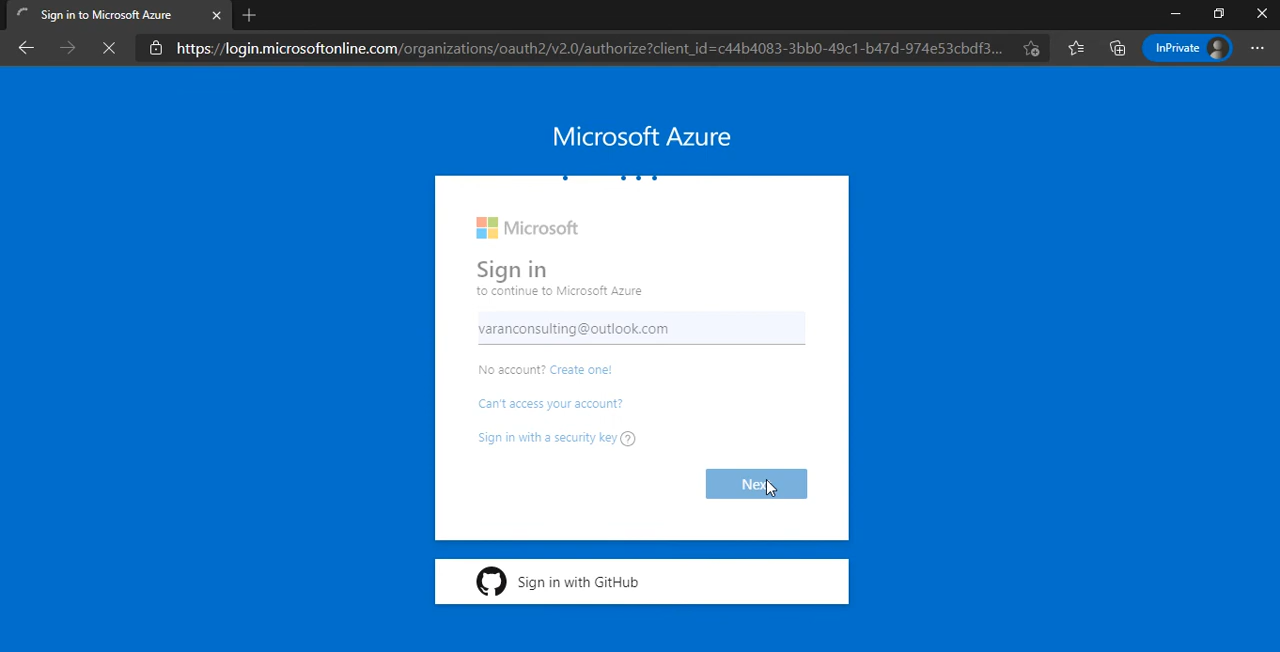 Sign in to Microsoft Azure
https://login.microsoftonline.com/organizations/oauth2/v2.0/authorize?client_id=c44b4083-3bb0-49c1-b47d-974e53cbdf3...
InPrivate
Microsoft Azure
Microsoft
Sign in
to continue to Microsoft Azure
varanconsulting@outlook.com
No account? Create one!
Can't access your account?
Sign in with a security key ?
Next
Sign in with GitHub